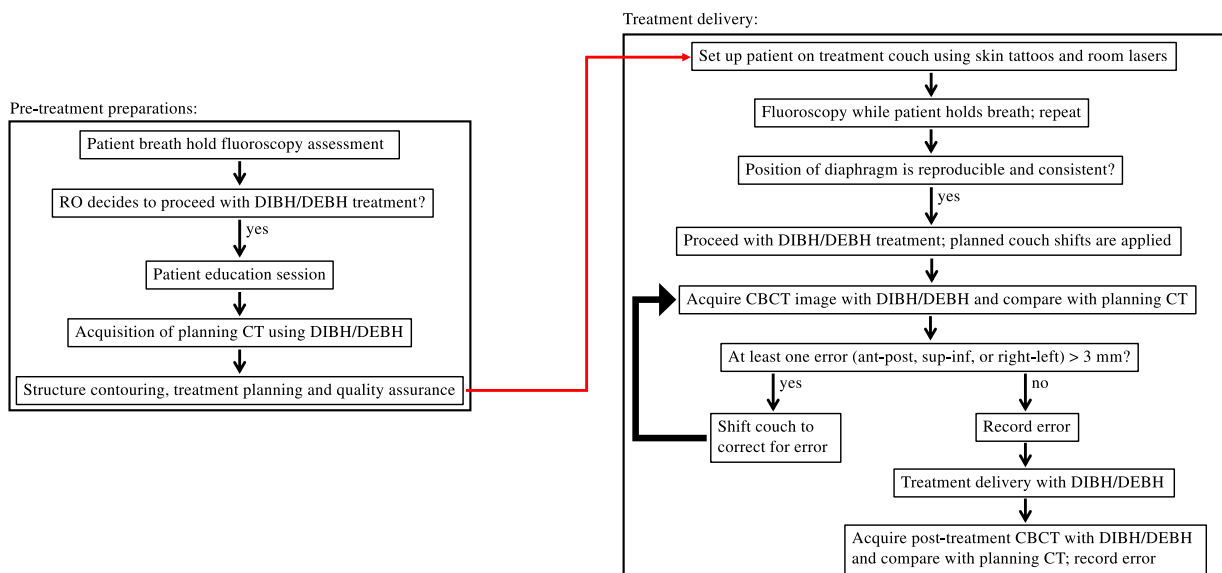 Pre-treatment preparations:
Patient breath hold fluoroscopy assessment
RO decides to proceed with DIBH/DEBH treatment?
yes
Patient education session
Acquisition of planning CT using DIBH/DEBH
Structure contouring, treatment planning and quality assurance
Treatment delivery:
Set up patient on treatment couch using skin tattoos and room lasers
Fluoroscopy while patient holds breath; repeat
Position of diaphragm is reproducible and consistent?
yes
Proceed with DIBH/DEBH treatment; planned couch shifts are applied
Acquire CBCT image with DIBH/DEBH and compare with planning CT
At least one error (ant-post, sup-inf, or right-left) > 3 mm?
yes
Shift couch to
correct for error
no
Record error
Treatment delivery with DIBH/DEBH
Acquire post-treatment CBCT with DIBH/DEBH
and compare with planning CT; record error